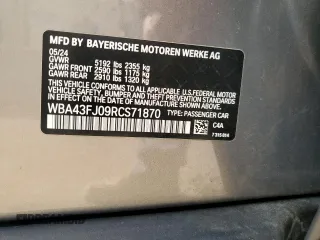 MFD BY BAYERISCHE MOTOREN WERKE AG
05/24
GVWR 5192 lbs 2355 kg
GAWR FRONT 2590 lbs 1175 kg
GAWR REAR 2910 lbs 1320 kg
THIS VEHICLE CONFORMS TO ALL APPLICABLE
U.S. FEDERAL MOTOR VEHICLE SAFETY, BUMPER,
AND THEFT PREVENTION STANDARDS IN EFFECT
ON THE DATE OF MANUFACTURE SHOWN ABOVE.
WBA43FJ09RCS71870 TYPE: PASSENGER CAR
C4A